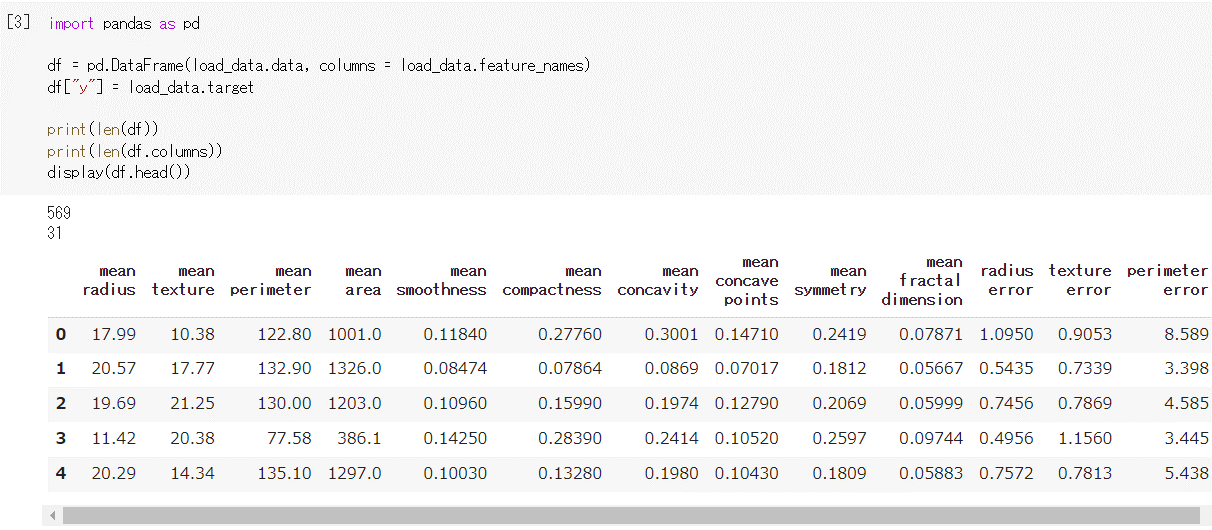 [3] import pandas as pd
df = pd.DataFrame(load_data.data, columns = load_data.feature_names)
df["y"] = load_data.target
print(len(df))
print(len(df.columns))
display(df.head())
569
31
mean radius mean texture mean perimeter mean area mean smoothness mean compactness mean concavity mean concave points mean symmetry mean fractal dimension radius error texture error perimeter error
0 17.99 10.38 122.80 1001.0 0.11840 0.27760 0.3001 0.14710 0.2419 0.07871 1.0950 0.9053 8.589
1 20.57 17.77 132.90 1326.0 0.08474 0.07864 0.0869 0.07017 0.1812 0.05667 0.5435 0.7339 3.398
2 19.69 21.25 130.00 1203.0 0.10960 0.15990 0.1974 0.12790 0.2069 0.05999 0.7456 0.7869 4.585
3 11.42 20.38 77.58 386.1 0.14250 0.28390 0.2414 0.10520 0.2597 0.09744 0.4956 1.1560 3.445
4 20.29 14.34 135.10 1297.0 0.10030 0.13280 0.1980 0.10430 0.1809 0.05883 0.7572 0.7813 5.438